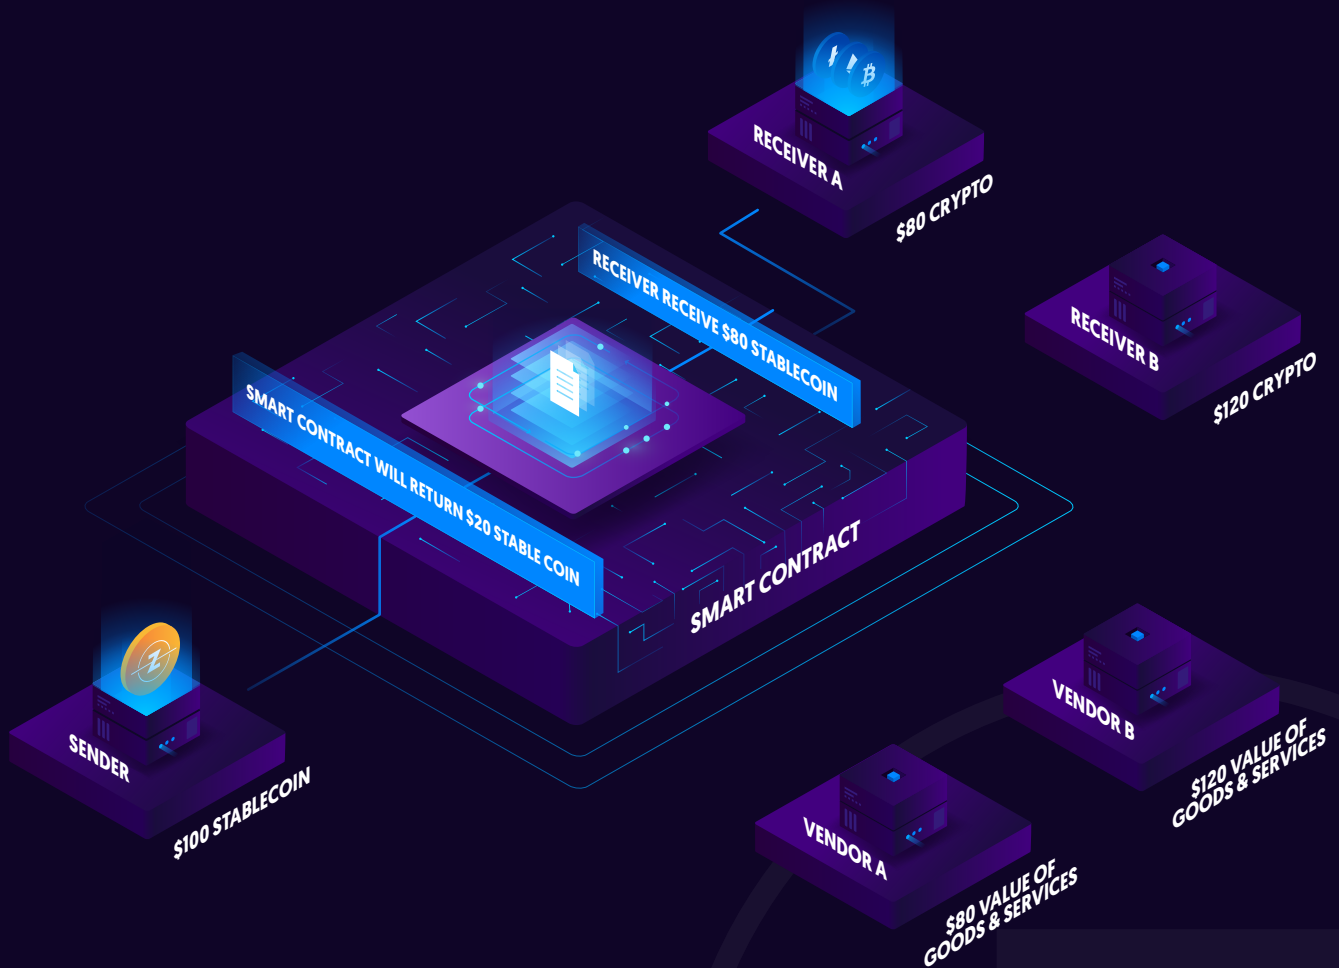 RECEIVER A
$80 CRYPTO
RECEIVER RECEIVE $80 STABLECOIN
RECEIVER B
$120 CRYPTO
SMART CONTRACT WILL RETURN $20 STABLE COIN
SMART CONTRACT
SENDER
$100 STABLECOIN
VENDOR B
$120 VALUE OF
GOODS & SERVICES
VENDOR A
$80 VALUE OF
GOODS & SERVICES